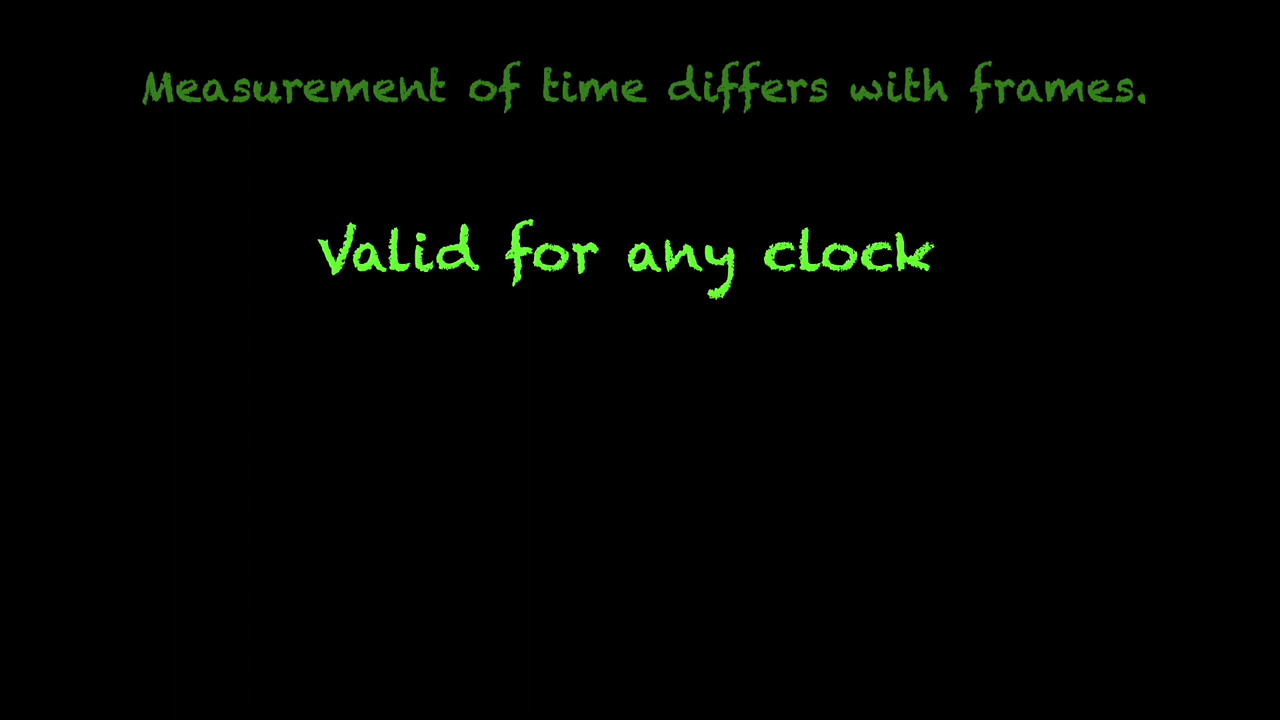 Measurement of time differs with frames.
Valid for any clock